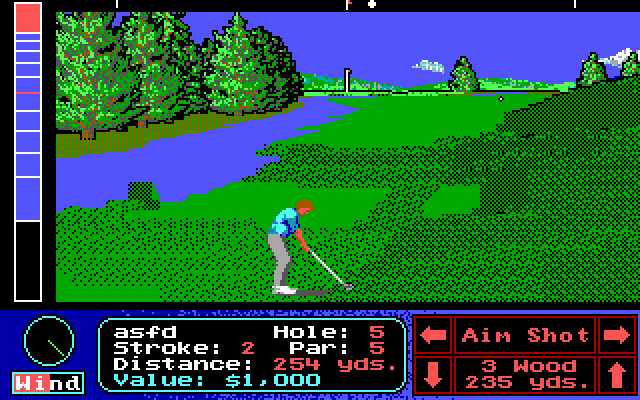 asfd Hole: 5
Stroke: 2 Par: 5
Distance: 254 yds.
Value: $1,000
Wind
Aim Shot
3 Wood
235 yds.